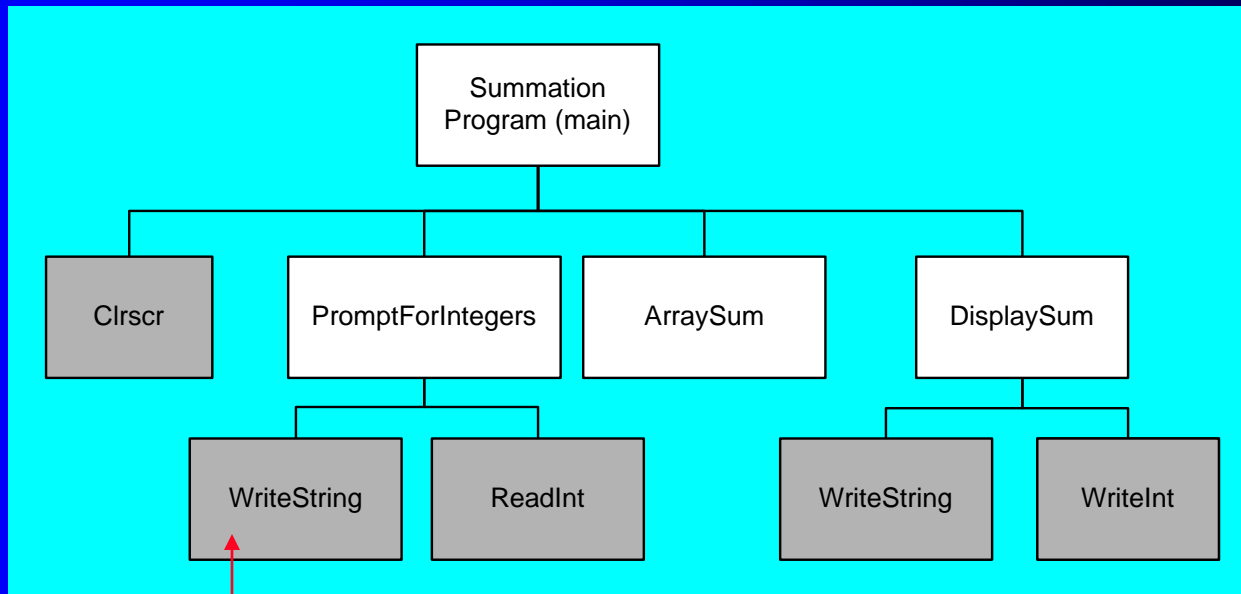 Summation
Program (main)
Clrscr
PromptForIntegers
ArraySum
DisplaySum
WriteString
ReadInt
WriteString
WriteInt